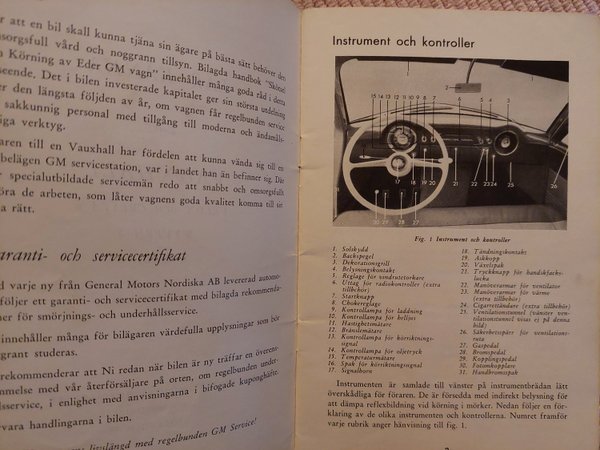 r att en bil skall kunna tjäna sin ägare på bästa sätt behöver den
omsorgsfull vård och noggrann tillsyn. Bilagda handbok "Skötsel
Körning av Eder GM vagn" innehåller många goda råd i detta
seende. Det i bilen investerade kapitalet ger sin största utdelning
er den längsta följden av år, om vagnen får regelbunden service
sakkunnig personal med tillgång till moderna och ändamåls-
liga verktyg.
aren till en Vauxhall har fördelen att kunna vända sig till en
belägen GM servicestation, var i landet han än befinner sig. Där
r specialutbildade servicemän redo att snabbt och omsorgsfullt
öra de arbeten, som låter vagnens goda kvalitet komma till sin
rätt.
aranti- och servicecertifikat
d varje ny från General Motors Nordiska AB levererad automo-
följer ett garanti- och servicecertifikat med bilagda rekommenda-
ner för smörjnings- och underhållsservice.
innehåller många för bilägaren värdefulla upplysningar som bör
grant studeras.
rekommenderar att Ni redan när bilen är ny träffar en överens-
mmelse med vår återförsäljare på orten, om regelbunden under-
llsservice, i enlighet med anvisningarna i bifogade kuponghäfte.
vara handlingarna i bilen.
livslängd med regelbunden GM Service!
Instrument och kontroller
Fig. 1 Instrument och kontroller
1. Solskydd
2. Backspegel
3. Dekorationsgrill
4. Belysningskontakt
5. Reglage för vindrutetorkare
6. Uttag för radiokontroller (extra
tillbehör)
7. Startknapp
8. Chokereglage
9. Kontrollampa för laddning
10. Kontrollampa för helljus
11. Hastighetsmätare
12. Bränslemätare
13. Kontrollampa för körriktnings-
signal
14. Kontrollampa för oljetryck
15. Temperaturmätare
16. Spak för körriktningssignal
17. Signalhorn
18. Tändningskontakt
19. Askkopp
20. Växelspak
21. Tryckknapp för handskfacks-
lucka
22. Manöverarmar för ventilation
23. Manöverarmar för värme
(extra tillbehör)
24. Cigarrettändare (extra tillbehör)
25. Ventilationstunnel (vänster ven-
tilationstunnel visas ej på denna
bild)
26. Säkerhetsspärr för ventilations-
ruta
27. Gaspedal
28. Bromspedal
29. Kopplingspedal
30. Fotomkopplare
31. Handbromsspak
Instrumenten är samlade till vänster på instrumentbrädan lätt
överskådliga för föraren. De är försedda med indirekt belysning för
att dämpa reflexbildning vid körning i mörker. Nedan följer en för-
klaring av de olika instrumenten och kontrollerna. Numret framför
varje rubrik anger hänvisning till fig. 1.